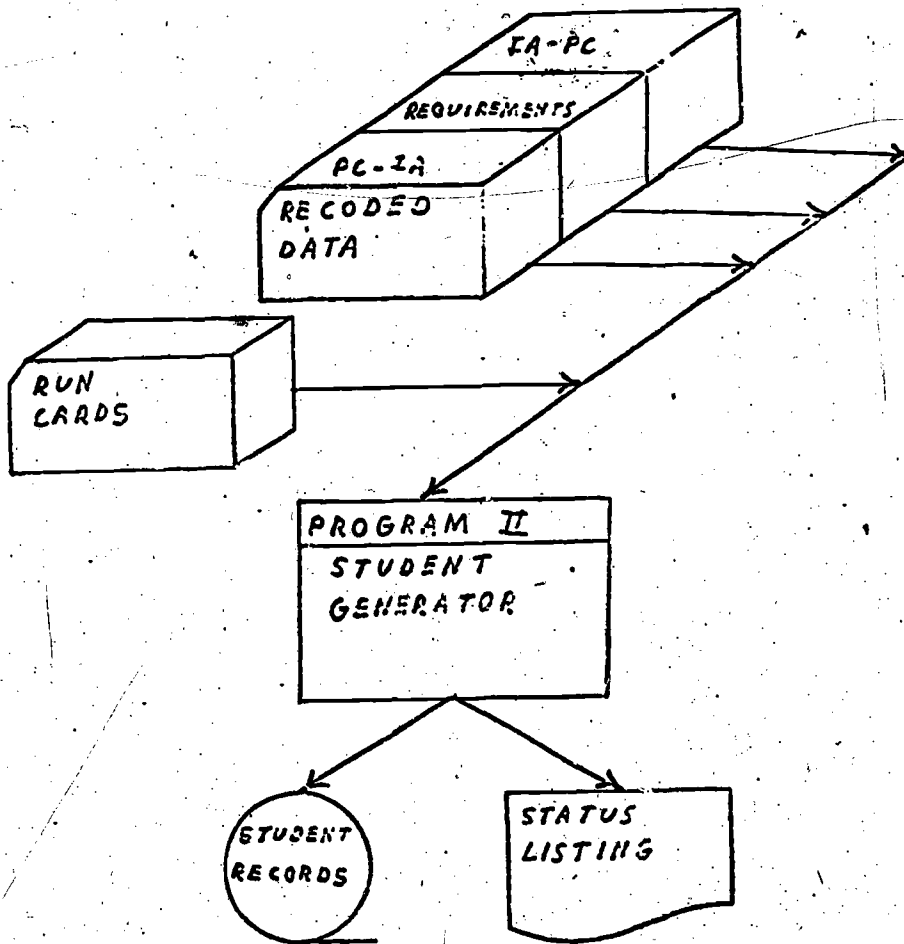 IA-PC
REQUIREMENTS
PC-IA
RECODED
DATA
RUN
CARDS
PROGRAM II
STUDENT
GENERATOR
STUDENT
RECORDS
STATUS
LISTING